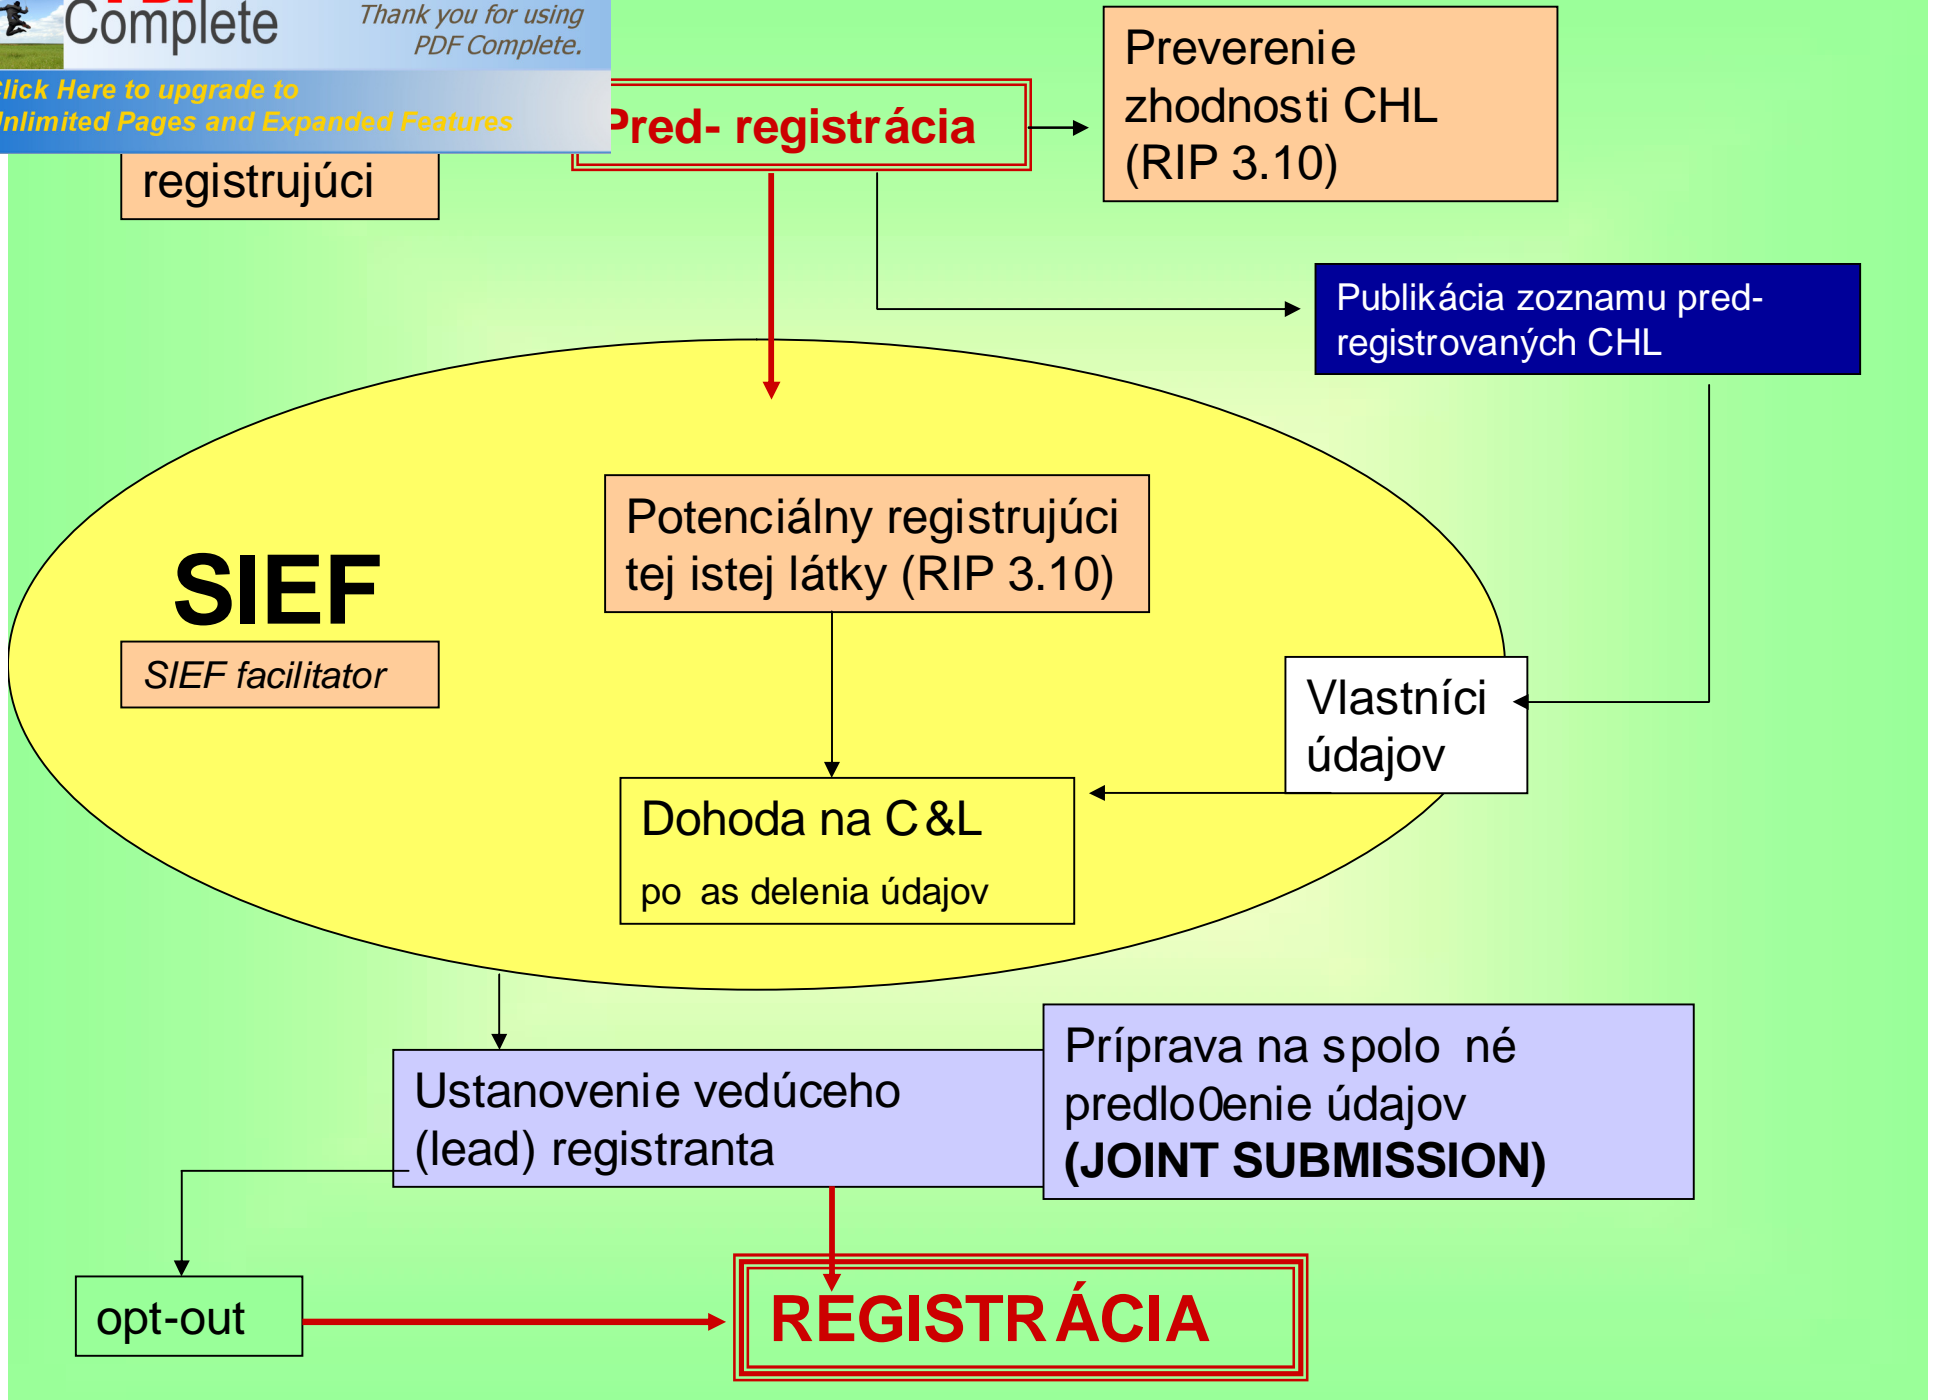 Complete
Thank you for using
PDF Complete.
Click Here to upgrade to
Unlimited Pages and Expanded Features
registrujúci
Pred- registrácia
Preverenie
zhodnosti CHL
(RIP 3.10)
Publikácia zoznamu pred-
registrovaných CHL
Potenciálny registrujúci
tej istej látky (RIP 3.10)
SIEF
SIEF facilitator
Vlastníci
údajov
Dohoda na C&L
po as delenia údajov
Ustanovenie vedúceho
(lead) registranta
Príprava na spolo né
predlo0enie údajov
(JOINT SUBMISSION)
opt-out
REGISTRÁCIA